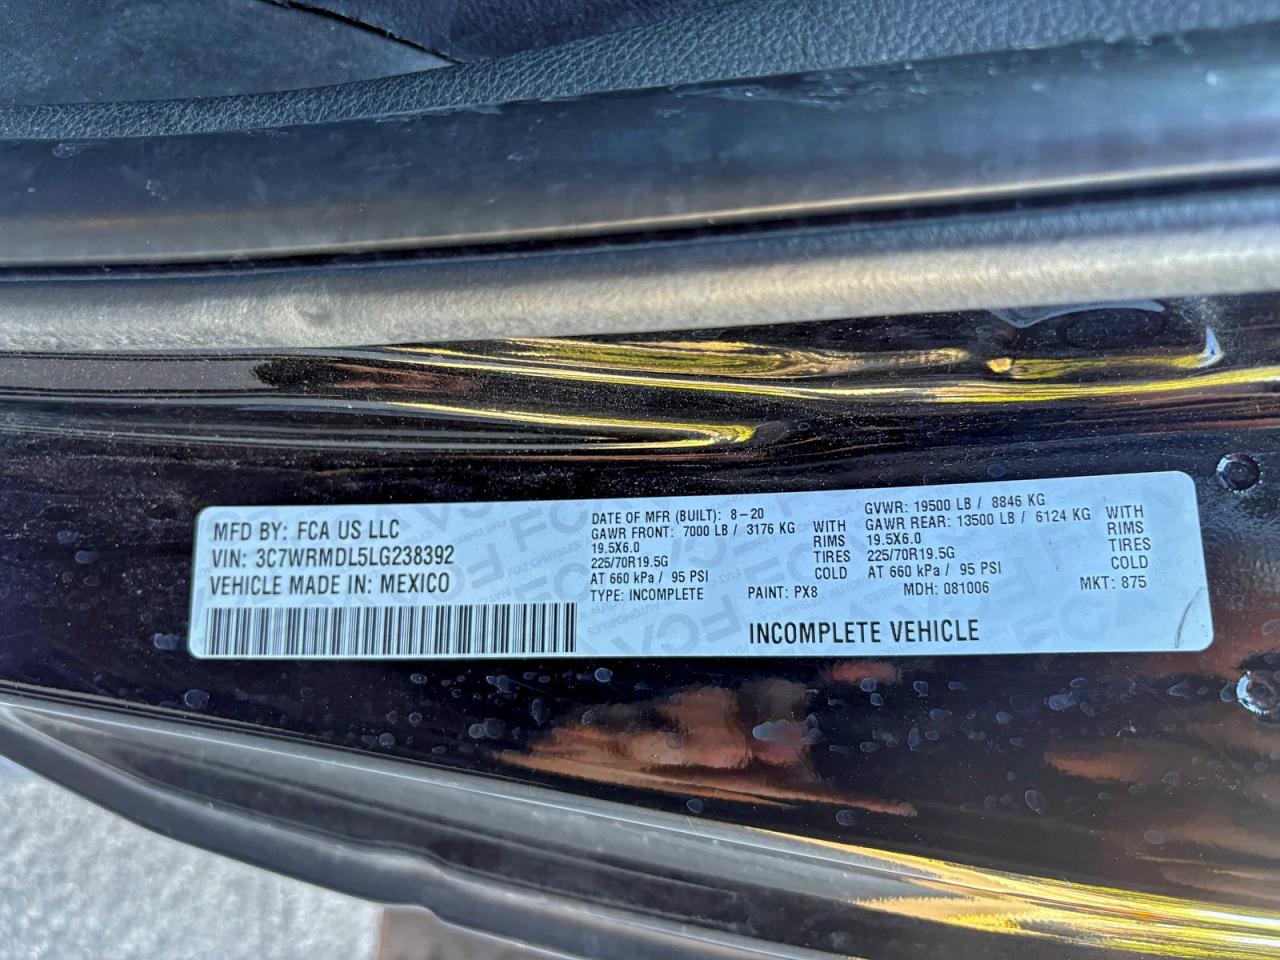 MFD BY: FCA US LLC
VIN: 3C7WRMDL5LG238392
VEHICLE MADE IN: MEXICO
DATE OF MFR (BUILT): 8-20
GAWR FRONT: 7000 LB / 3176 KG WITH
19.5X6.0 RIMS
225/70R19.5G TIRES
AT 660 kPa / 95 PSI COLD
TYPE: INCOMPLETE PAINT: PX8
GVWR: 19500 LB / 8846 KG
GAWR REAR: 13500 LB / 6124 KG WITH
19.5X6.0 RIMS
225/70R19.5G TIRES
AT 660 kPa / 95 PSI COLD
MDH: 081006 MKT: 875
INCOMPLETE VEHICLE